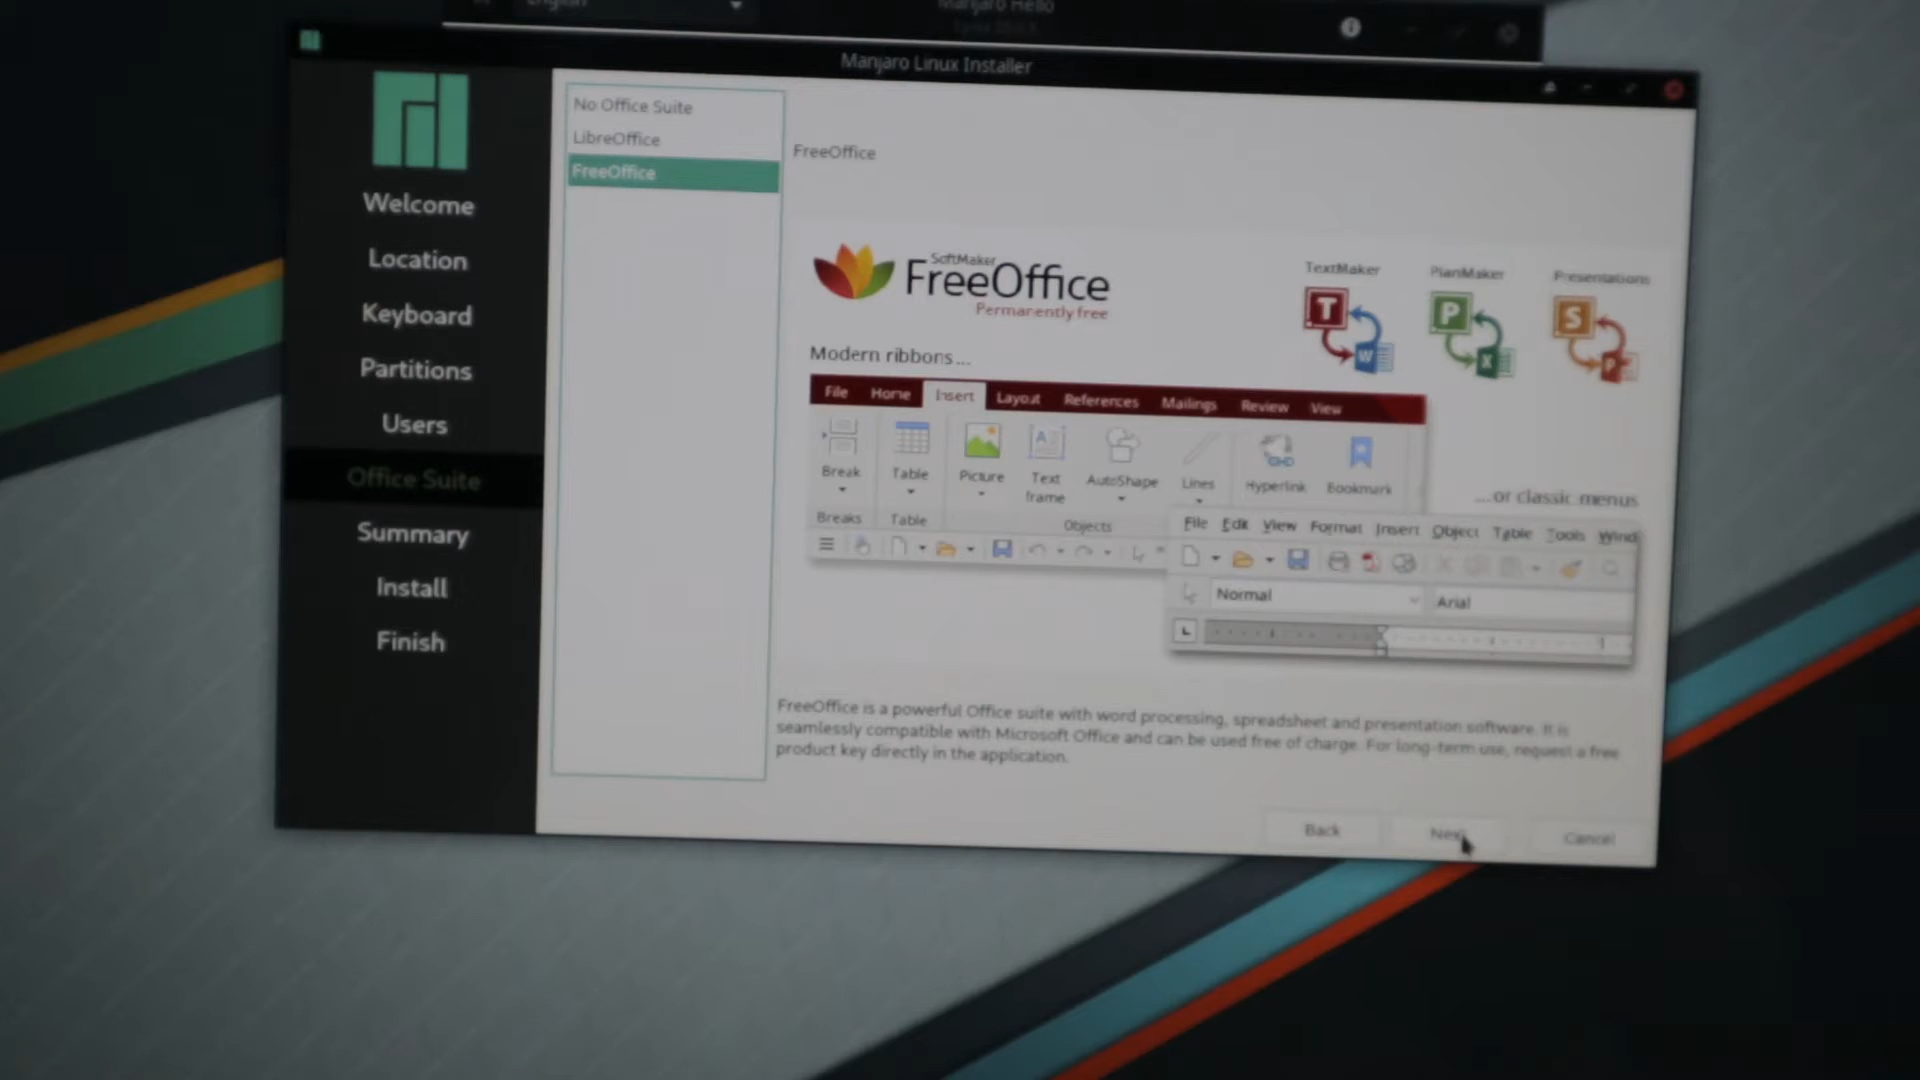 English
Manjaro Hello
Manjaro Linux Installer
Welcome
Location
Keyboard
Partitions
Users
Office Suite
Summary
Install
Finish
No Office Suite
LibreOffice
FreeOffice
FreeOffice
SoftMaker
FreeOffice
Permanently free
TextMaker
PlanMaker
Presentations
T
W
P
X
S
P
Modern ribbons...
File Home Insert Layout References Mailings Review View
Break
Table
Picture
Text
frame
AutoShape
Lines
Hyperlink
Bookmark
Breaks
Table
Objects
...or classic menus
File Edit View Format Insert Object Table Tools Wind
Normal
Arial
FreeOffice is a powerful Office suite with word processing, spreadsheet and presentation software. It is
seamlessly compatible with Microsoft Office and can be used free of charge. For long-term use, request a free
product key directly in the application.
Back
Next
Cancel